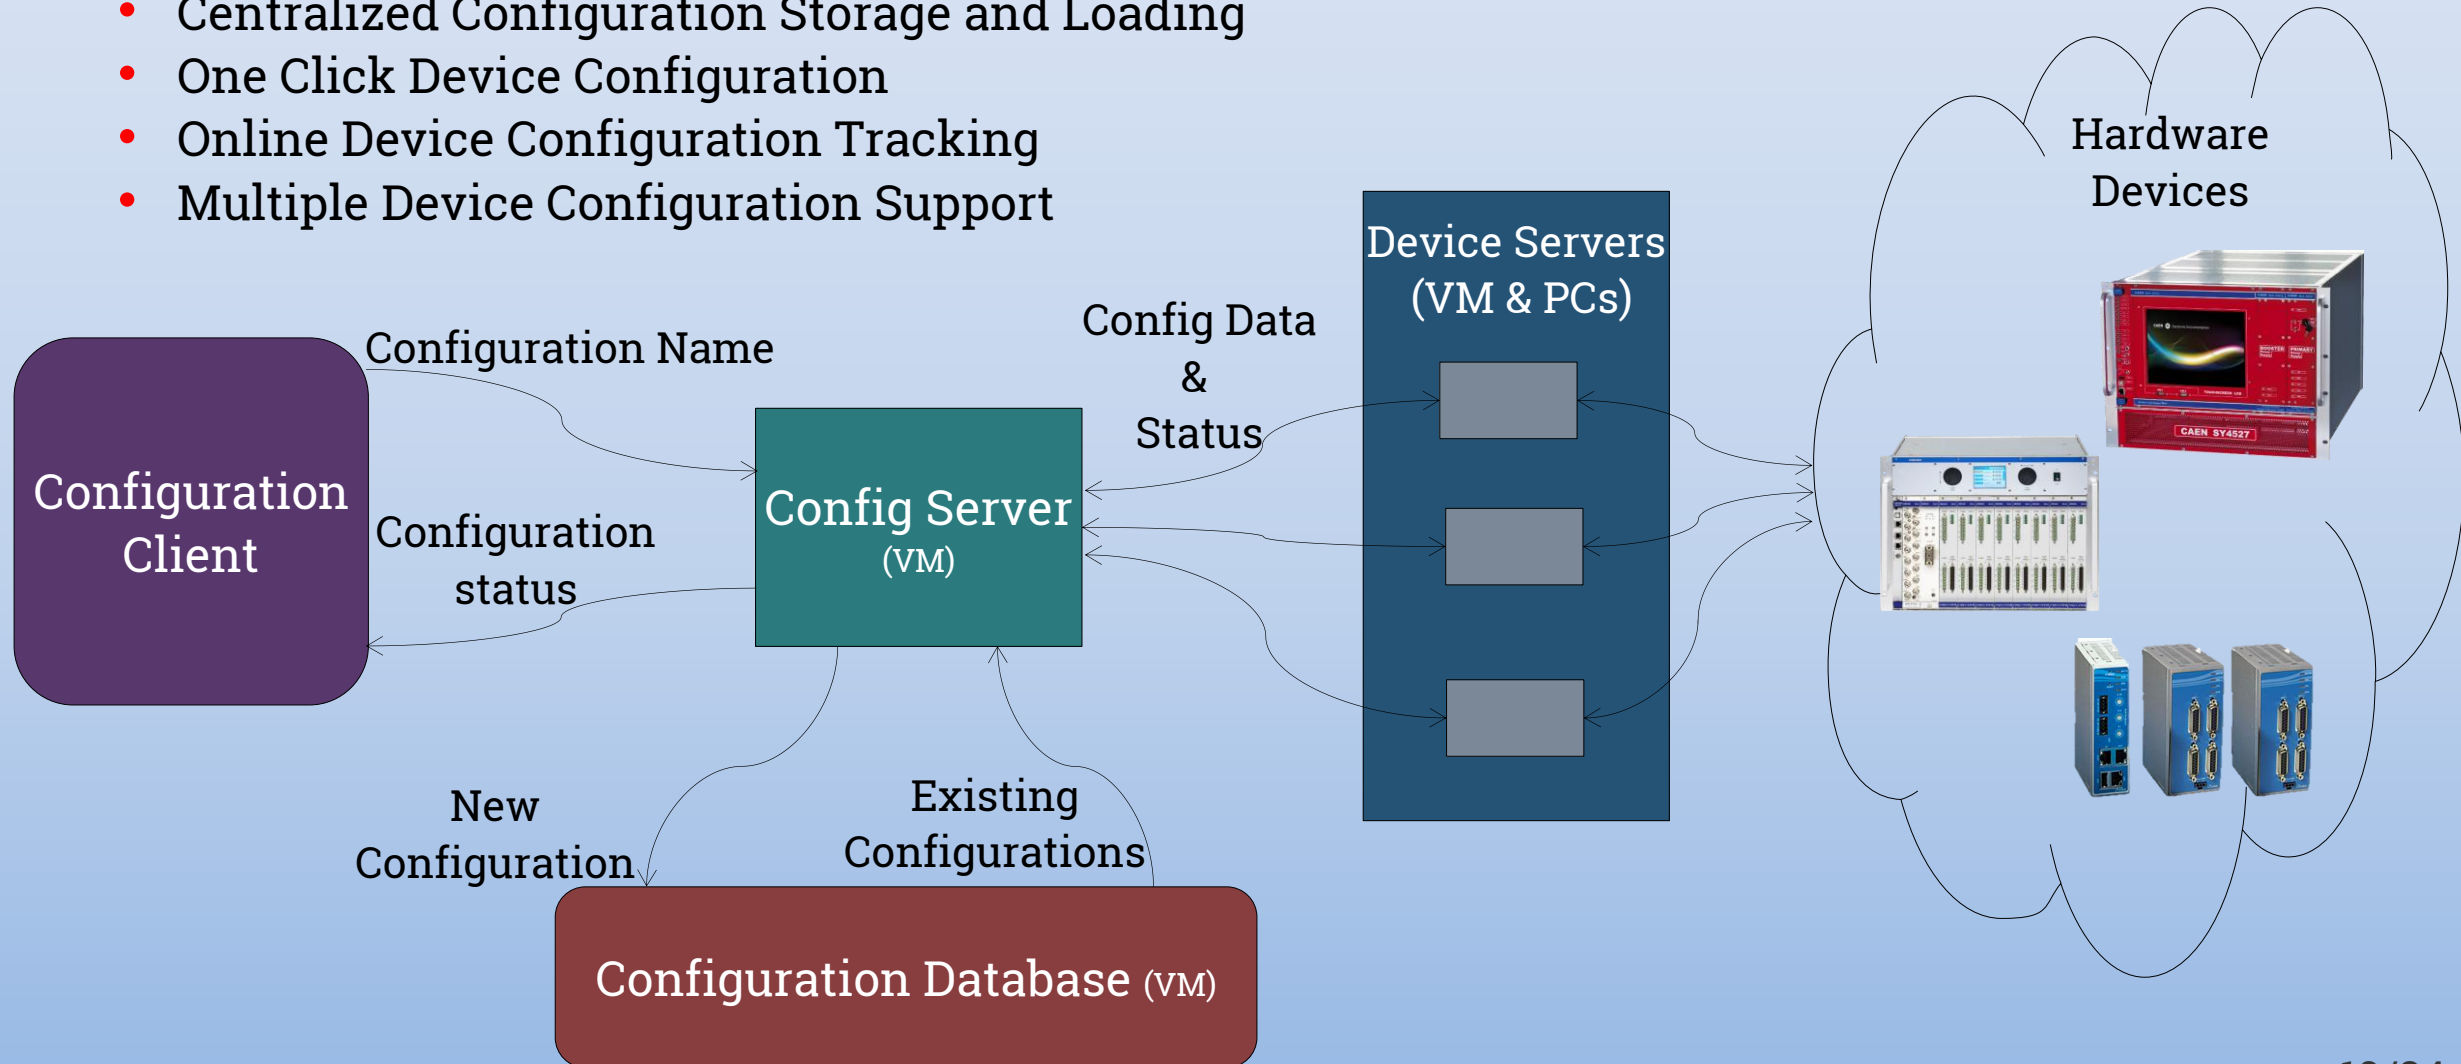 Centralized Configuration Storage and Loading
One Click Device Configuration
Online Device Configuration Tracking
Multiple Device Configuration Support
Hardware
Devices
Device Servers
(VM & PCs)
Configuration Name
Config Data
&
Status
Configuration
Client
Config Server
(VM)
Configuration
status
New
Configuration
Existing
Configurations
Configuration Database (VM)
CAEN SY4527